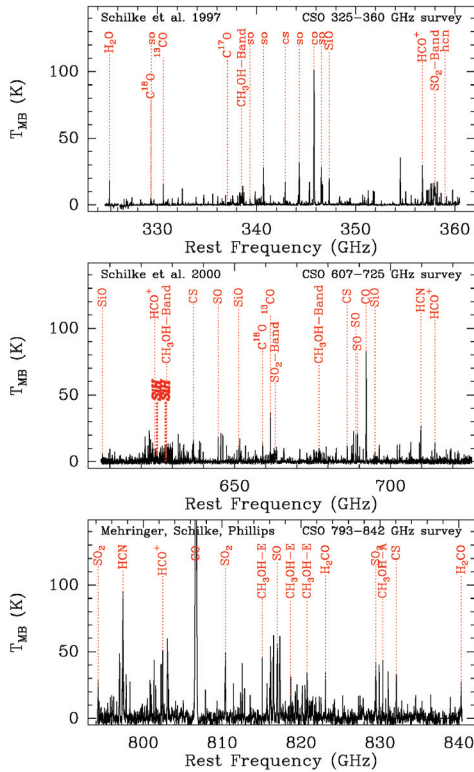 Schilke et al. 1997 CSO 325-360 GHz survey
H₂O
C¹⁸O
so
¹³CO
C¹⁷O
CH₃OH-Band
so
so
cs
so
co
so
SiO
HCO⁺
SO₂-Band
hcn
100
50
0
T_MB (K)
330 340 350 360
Rest Frequency (GHz)
Schilke et al. 2000 CSO 607-725 GHz survey
SiO
HCO⁺
CH₃OH-Band
CS
SO
SiO
C¹⁸O
¹³CO
SO₂-Band
CH₃OH-Band
CS
SO
SO
CO
SiO
HCN
HCO⁺
100
50
0
T_MB (K)
650 700
Rest Frequency (GHz)
Mehringer, Schilke, Phillips CSO 793-842 GHz survey
SO₂
HCN
HCO⁺
CO
SO₂
CH₃OH-E
SO
CH₃OH-E
CH₃OH-E
H₂CO
SO₂
CH₃OH-A
CS
H₂CO
100
50
0
T_MB (K)
800 810 820 830 840
Rest Frequency (GHz)